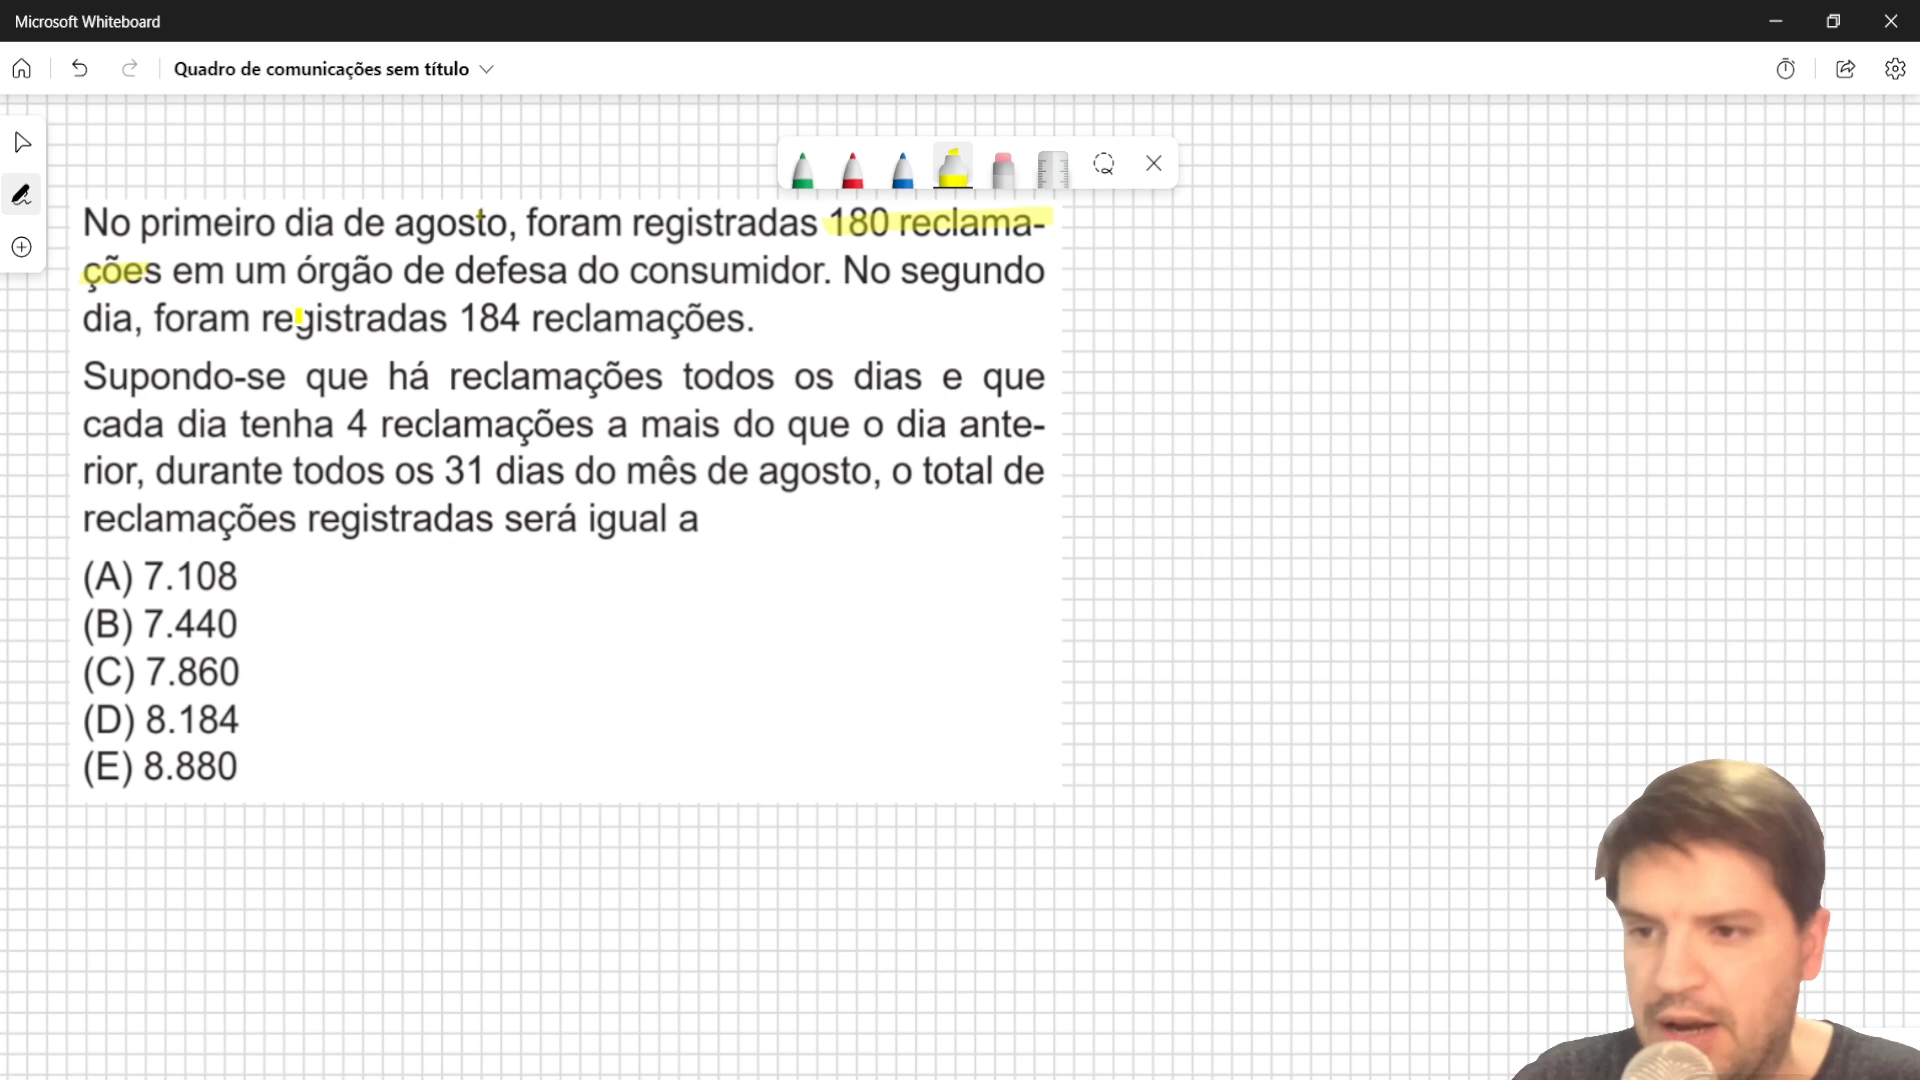 Microsoft Whiteboard
Quadro de comunicações sem título
No primeiro dia de agosto, foram registradas 180 reclama-
ções em um órgão de defesa do consumidor. No segundo
dia, foram registradas 184 reclamações.
Supondo-se que há reclamações todos os dias e que
cada dia tenha 4 reclamações a mais do que o dia ante-
rior, durante todos os 31 dias do mês de agosto, o total de
reclamações registradas será igual a
(A) 7.108
(B) 7.440
(C) 7.860
(D) 8.184
(E) 8.880